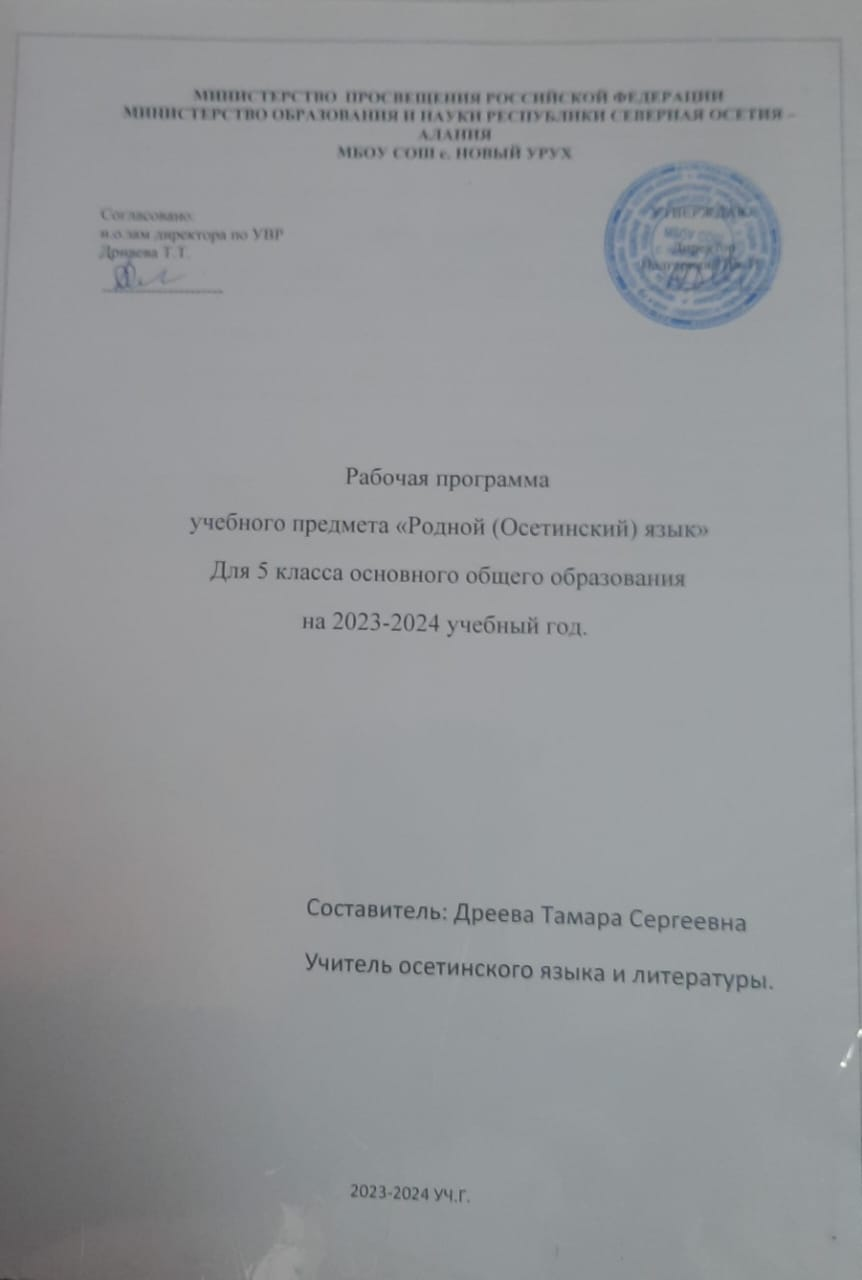 МИНИСТЕРСТВО ПРОСВЕЩЕНИЯ РОССИЙСКОЙ ФЕДЕРАЦИИ
МИНИСТЕРСТВО ОБРАЗОВАНИЯ И НАУКИ РЕСПУБЛИКИ СЕВЕРНАЯ ОСЕТИЯ –
АЛАНИЯ
МБОУ СОШ с. НОВЫЙ УРУХ
Согласовано:
и.о.зам директора по УВР
Т.Т.
УТВЕРЖДАЮ
Директор
Рабочая программа
учебного предмета «Родной (Осетинский) язык»
Для 5 класса основного общего образования
на 2023-2024 учебный год.
Составитель: Дреева Тамара Сергеевна
Учитель осетинского языка и литературы.
2023-2024 УЧ.Г.